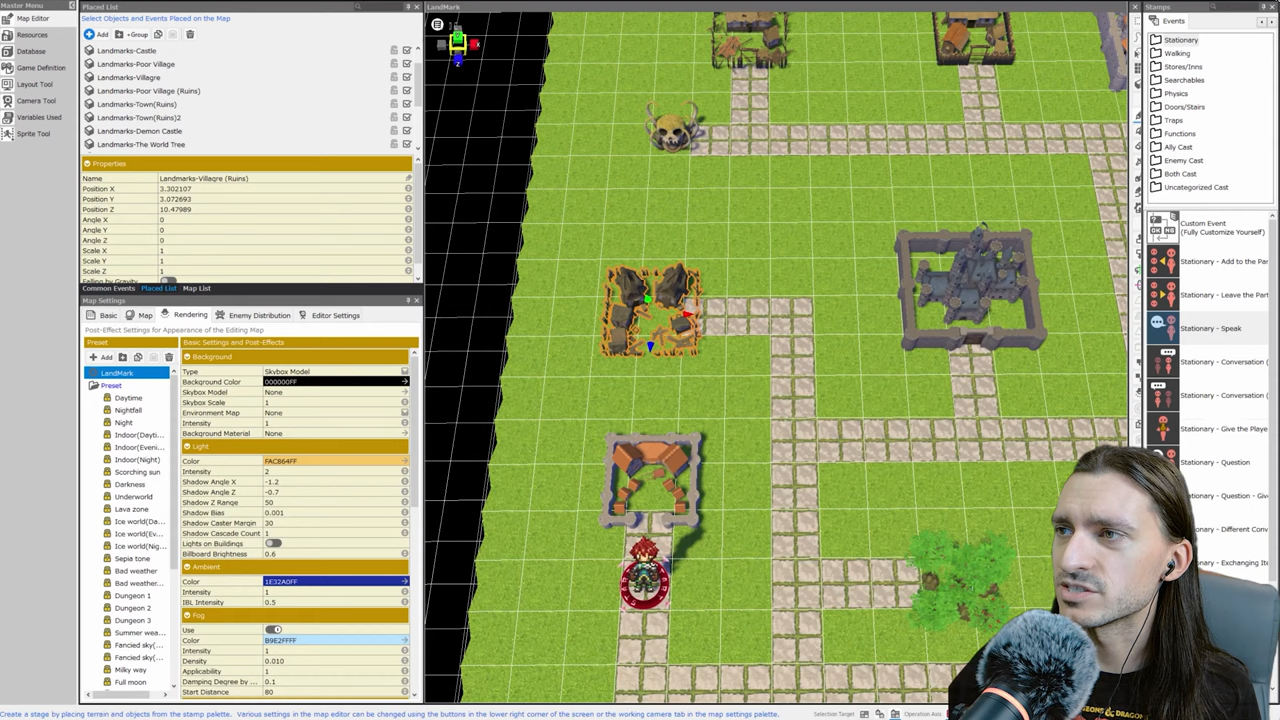 Master Menu
Map Editor
Resources
Database
Game Definition
Layout Tool
Camera Tool
Variables Used
Sprite Tool
Placed List
Select Objects and Events Placed on the Map
Add
+Group
Landmarks-Castle
Landmarks-Poor Village
Landmarks-Villagre
Landmarks-Poor Village (Ruins)
Landmarks-Town(Ruins)
Landmarks-Town(Ruins)2
Landmarks-Demon Castle
Landmarks-The World Tree
Properties
Name Landmarks-Villaqre (Ruins)
Position X 3.302107
Position Y 3.072693
Position Z 10.47989
Angle X 0
Angle Y 0
Angle Z 0
Scale X 1
Scale Y 1
Scale Z 1
Falling by Gravity
Common Events Placed List Map List
Map Settings
Basic Map Rendering Enemy Distribution Editor Settings
Post-Effect Settings for Appearance of the Editing Map
Preset
Add
LandMark
Preset
Daytime
Nightfall
Night
Indoor(Dayti...
Indoor(Eveni...
Indoor(Night)
Scorching sun
Darkness
Underworld
Lava zone
Ice world(Da...
Ice world(Ev...
Ice world(Nig...
Sepia tone
Bad weather
Bad weather...
Dungeon 1
Dungeon 2
Dungeon 3
Summer wea...
Fancied sky(...
Fancied sky(...
Milky way
Full moon
Basic Settings and Post-Effects
Background
Type Skybox Model
Background Color 000000FF
Skybox Model None
Skybox Scale 1
Environment Map None
Intensity 1
Background Material None
Light
Color FAC864FF
Intensity 2
Shadow Angle X -1.2
Shadow Angle Z -0.7
Shadow Z Range 50
Shadow Bias 0.001
Shadow Caster Margin 30
Shadow Cascade Count 1
Lights on Buildings
Billboard Brightness 0.6
Ambient
Color 1E32A0FF
Intensity 1
IBL Intensity 0.5
Fog
Use
Color B9E2FFFF
Intensity 1
Density 0.010
Applicability 1
Damping Degree by ... 0.1
Start Distance 80
LandMark
Stamps
Events
Stationary
Walking
Stores/Inns
Searchables
Physics
Doors/Stairs
Traps
Functions
Ally Cast
Enemy Cast
Both Cast
Uncategorized Cast
Custom Event
(Fully Customize Yourself)
Stationary - Add to the Par
Stationary - Leave the Part
Stationary - Speak
Stationary - Conversation (
Stationary - Conversation (
Stationary - Give the Playe
Stationary - Question
Stationary - Question - Giv
Stationary - Different Conv
Stationary - Exchanging Ite
Create a stage by placing terrain and objects from the stamp palette. Various settings in the map editor can be changed using the buttons in the lower right corner of the screen or the working camera tab in the map settings palette.
Selection Target
Operation Axis